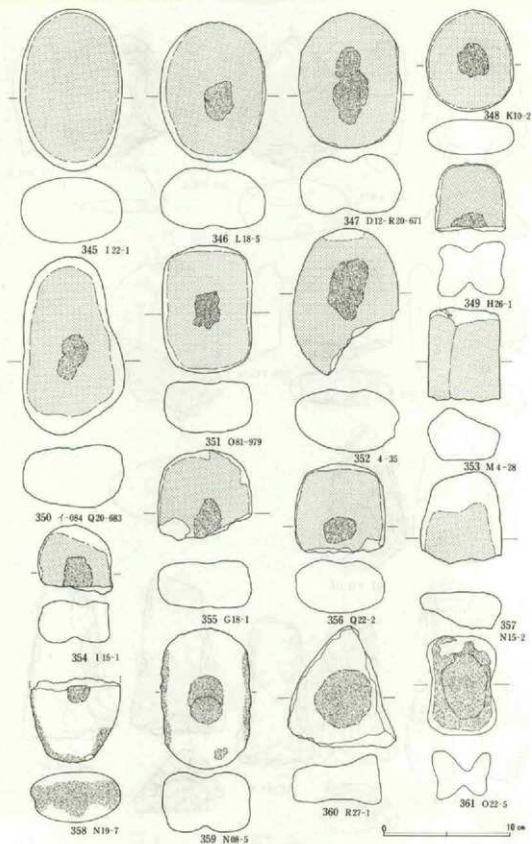 345 I22-1
346 L18-5
347 D12-R20-671
348 K10-2
349 H26-1
350 イ-084 Q20-683
351 O81-979
352 4-35
353 M4-28
354 I15-1
355 G18-1
356 Q22-2
357
N15-2
358 N19-7
359 N08-5
360 R27-1
361 O22-5
0 10cm